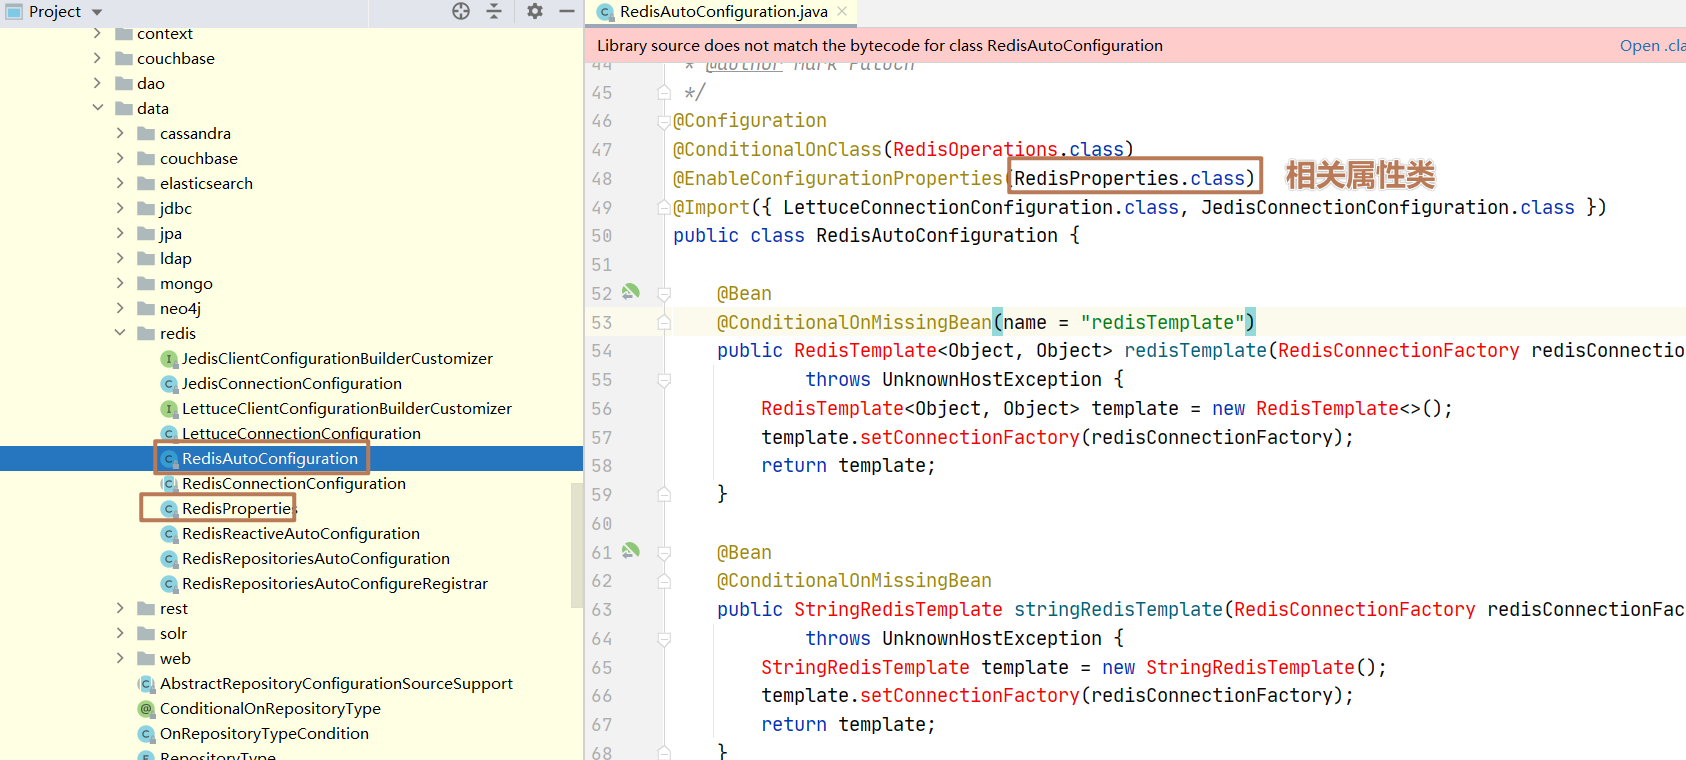 Project
context
couchbase
dao
data
cassandra
couchbase
elasticsearch
jdbc
jpa
ldap
mongo
neo4j
redis
JedisClientConfigurationBuilderCustomizer
JedisConnectionConfiguration
LettuceClientConfigurationBuilderCustomizer
LettuceConnectionConfiguration
RedisAutoConfiguration
RedisConnectionConfiguration
RedisProperties
RedisReactiveAutoConfiguration
RedisRepositoriesAutoConfiguration
RedisRepositoriesAutoConfigureRegistrar
rest
solr
web
AbstractRepositoryConfigurationSourceSupport
ConditionalOnRepositoryType
OnRepositoryTypeCondition
RepositoryType
RedisAutoConfiguration.java
Library source does not match the bytecode for class RedisAutoConfiguration Open .cla
44 * @author Mark Paluch
45 */
46 @Configuration
47 @ConditionalOnClass(RedisOperations.class)
48 @EnableConfigurationProperties(RedisProperties.class) 相关属性类
49 @Import({ LettuceConnectionConfiguration.class, JedisConnectionConfiguration.class })
50 public class RedisAutoConfiguration {
51
52 @Bean
53 @ConditionalOnMissingBean(name = "redisTemplate")
54 public RedisTemplate<Object, Object> redisTemplate(RedisConnectionFactory redisConnectio
55 throws UnknownHostException {
56 RedisTemplate<Object, Object> template = new RedisTemplate<>();
57 template.setConnectionFactory(redisConnectionFactory);
58 return template;
59 }
60
61 @Bean
62 @ConditionalOnMissingBean
63 public StringRedisTemplate stringRedisTemplate(RedisConnectionFactory redisConnectionFac
64 throws UnknownHostException {
65 StringRedisTemplate template = new StringRedisTemplate();
66 template.setConnectionFactory(redisConnectionFactory);
67 return template;
68 }